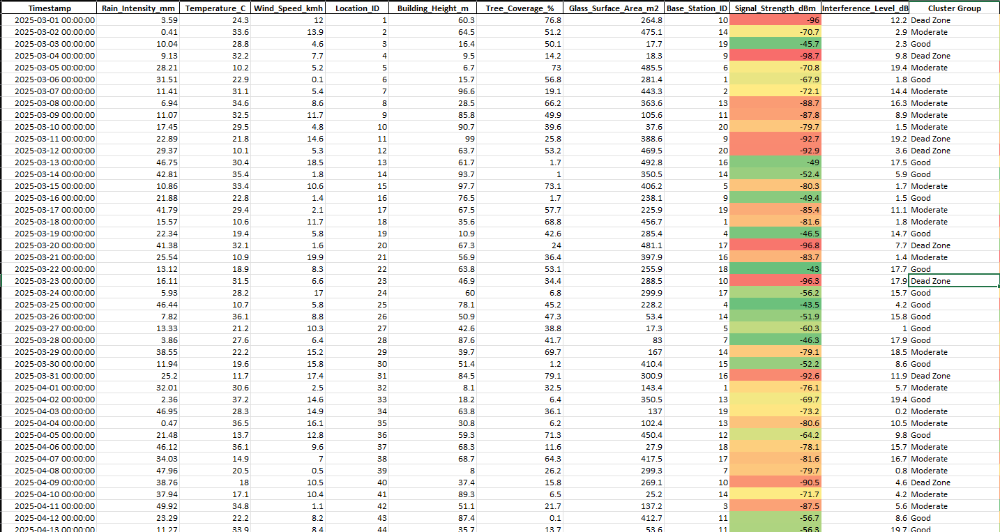 Timestamp Rain_Intensity_mm Temperature_C Wind_Speed_kmh Location_ID Building_Height_m Tree_Coverage_% Glass_Surface_Area_m2 Base_Station_ID Signal_Strength_dBm Interference_Level_dB Cluster Group
2025-03-01 00:00:00 3.59 24.3 12 1 60.3 76.8 264.8 10 -96 12.2 Dead Zone
2025-03-02 00:00:00 0.41 33.6 13.9 2 64.5 51.2 475.1 14 -70.7 2.9 Moderate
2025-03-03 00:00:00 10.04 28.8 4.6 3 16.4 50.1 17.7 19 -45.7 2.3 Good
2025-03-04 00:00:00 9.13 32.2 7.7 4 9.5 14.2 18.3 9 -98.7 9.8 Dead Zone
2025-03-05 00:00:00 28.21 10.2 5.2 5 6.7 73 485.5 6 -70.8 19.4 Moderate
2025-03-06 00:00:00 31.51 22.9 0.1 6 15.7 56.8 281.4 1 -67.9 1.8 Good
2025-03-07 00:00:00 11.41 31.1 5.4 7 96.6 19.1 443.3 2 -72.1 14.4 Moderate
2025-03-08 00:00:00 6.94 34.6 8.6 8 28.5 66.2 363.6 13 -88.7 16.3 Moderate
2025-03-09 00:00:00 11.07 32.5 11.7 9 85.8 49.9 105.6 11 -87.8 8.9 Moderate
2025-03-10 00:00:00 17.45 29.5 4.8 10 90.7 39.6 37.6 20 -79.7 1.5 Moderate
2025-03-11 00:00:00 22.89 21.8 14.6 11 99 25.8 388.6 9 -92.7 19.2 Dead Zone
2025-03-12 00:00:00 29.37 10.1 5.3 12 63.7 53.2 469.5 20 -92.9 3.6 Dead Zone
2025-03-13 00:00:00 46.75 30.4 18.5 13 61.7 1.7 492.8 16 -49 17.5 Good
2025-03-14 00:00:00 42.81 35.4 1.8 14 93.7 1 350.5 14 -52.4 5.9 Good
2025-03-15 00:00:00 10.86 33.4 10.6 15 97.7 73.1 406.2 5 -80.3 1.7 Moderate
2025-03-16 00:00:00 21.88 22.8 1.4 16 76.5 1.7 238.1 9 -49.4 1.5 Good
2025-03-17 00:00:00 41.79 29.4 2.1 17 67.5 57.7 225.9 19 -85.4 11.1 Moderate
2025-03-18 00:00:00 15.57 10.6 11.7 18 35.6 68.8 456.7 1 -81.6 1.8 Moderate
2025-03-19 00:00:00 22.34 19.4 5.8 19 10.9 42.6 285.4 4 -46.5 14.7 Good
2025-03-20 00:00:00 41.38 32.1 1.6 20 67.3 24 481.1 17 -96.8 7.7 Dead Zone
2025-03-21 00:00:00 25.54 10.9 19.9 21 56.9 36.4 397.9 16 -83.7 1.4 Moderate
2025-03-22 00:00:00 13.12 18.9 8.3 22 63.8 53.1 255.9 18 -43 17.7 Good
2025-03-23 00:00:00 16.11 31.5 6.6 23 46.9 34.4 288.5 10 -96.3 17.9 Dead Zone
2025-03-24 00:00:00 5.93 28.2 17 24 60 6.8 299.9 17 -56.2 15.7 Good
2025-03-25 00:00:00 46.44 10.7 5.8 25 78.1 45.2 228.2 4 -43.5 4.2 Good
2025-03-26 00:00:00 7.82 36.1 8.8 26 50.9 47.3 53.4 14 -51.9 15.8 Good
2025-03-27 00:00:00 13.33 21.2 10.3 27 42.6 38.8 17.3 5 -60.3 1 Good
2025-03-28 00:00:00 3.86 27.6 6.4 28 87.6 41.7 83 7 -46.3 17.9 Good
2025-03-29 00:00:00 38.55 22.2 15.2 29 39.7 69.7 167 14 -79.1 18.5 Moderate
2025-03-30 00:00:00 11.94 19.6 15.8 30 51.4 1.2 410.4 15 -52.2 8.6 Good
2025-03-31 00:00:00 25.2 11.7 17.4 31 84.5 79.1 300.9 16 -92.6 11.9 Dead Zone
2025-04-01 00:00:00 32.01 30.6 2.5 32 8.1 32.5 143.4 1 -76.1 5.7 Moderate
2025-04-02 00:00:00 2.36 37.2 14.6 33 18.2 6.4 350.5 13 -69.7 19.4 Good
2025-04-03 00:00:00 46.95 28.3 14.9 34 63.8 36.1 137 19 -73.2 0.2 Moderate
2025-04-04 00:00:00 0.47 36.5 16.1 35 30.8 6.2 102.4 13 -80.6 10.5 Moderate
2025-04-05 00:00:00 21.48 13.7 12.8 36 59.3 71.3 450.4 12 -64.2 9.8 Good
2025-04-06 00:00:00 46.12 36.1 9.6 37 68.3 11.6 27.9 18 -78.1 15.7 Moderate
2025-04-07 00:00:00 34.03 14.9 7 38 68.7 64.3 417.5 17 -81.6 16.7 Moderate
2025-04-08 00:00:00 47.96 20.5 0.5 39 8 26.2 299.3 7 -79.7 0.8 Moderate
2025-04-09 00:00:00 38.76 18 10.5 40 37.4 15.8 269.1 10 -90.5 4.6 Dead Zone
2025-04-10 00:00:00 37.94 17.1 10.4 41 89.3 6.5 25.2 14 -71.7 4.2 Moderate
2025-04-11 00:00:00 49.92 34.8 1.1 42 51.1 21.7 137.2 3 -87.5 5.6 Moderate
2025-04-12 00:00:00 23.29 22.2 8.2 43 87.4 0.1 412.7 11 -56.7 8.6 Good
2025-04-13 00:00:00 11.27 33.9 8.4 44 35.7 13.7 53.6 11 -56.3 19.7 Good